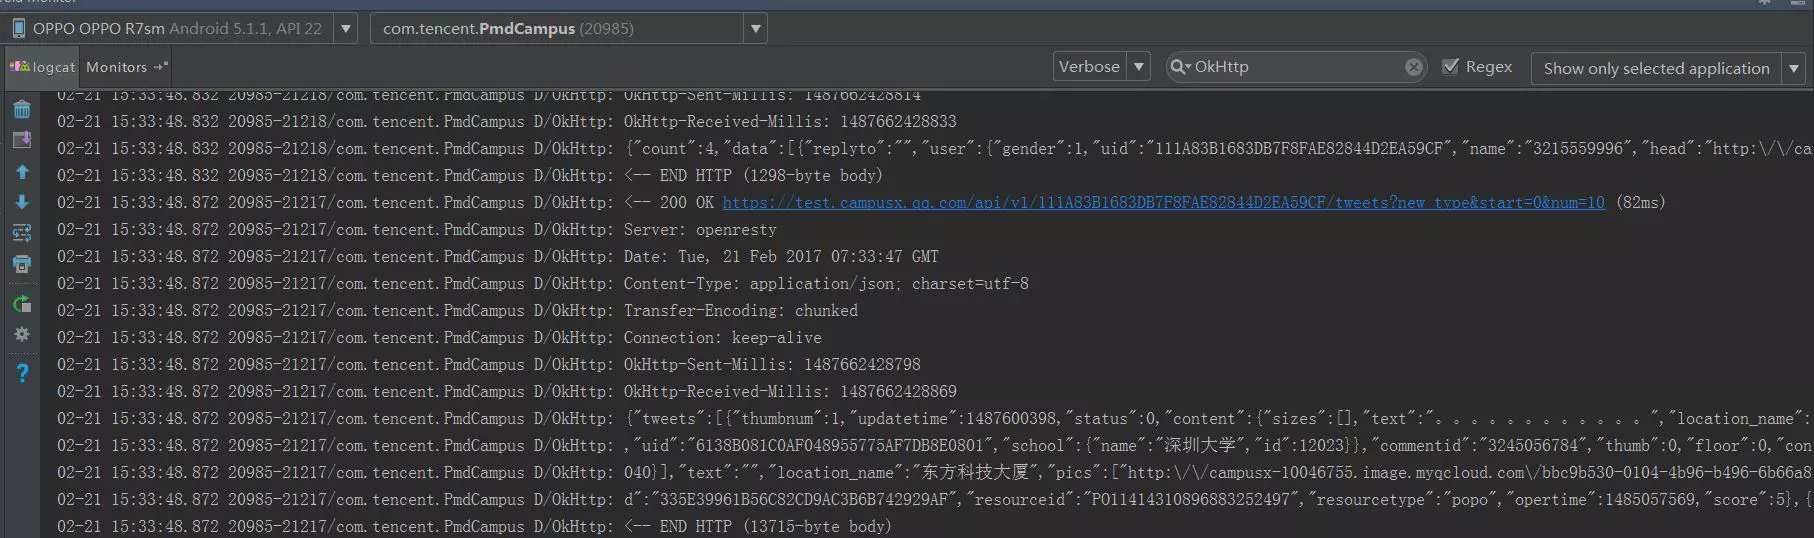 OPPO OPPO R7sm Android 5.1.1, API 22 com.tencent.PmdCampus (20985)
logcat Monitors Verbose OkHttp Regex Show only selected application
02-21 15:33:48.832 20985-21218/com.tencent.PmdCampus D/OkHttp: OkHttp-Sent-Millis: 1487662428814
02-21 15:33:48.832 20985-21218/com.tencent.PmdCampus D/OkHttp: OkHttp-Received-Millis: 1487662428833
02-21 15:33:48.832 20985-21218/com.tencent.PmdCampus D/OkHttp: {"count":4,"data":[{"replyto":"","user":{"gender":1,"uid":"111A83B1683DB7F8FAE82844D2EA59CF","name":"3215559996","head":"http:\/\/ca
02-21 15:33:48.832 20985-21218/com.tencent.PmdCampus D/OkHttp: <-- END HTTP (1298-byte body)
02-21 15:33:48.872 20985-21217/com.tencent.PmdCampus D/OkHttp: <-- 200 OK https://test.campusx.qq.com/api/v1/111A83B1683DB7F8FAE82844D2EA59CF/tweets?new_type&start=0&num=10 (82ms)
02-21 15:33:48.872 20985-21217/com.tencent.PmdCampus D/OkHttp: Server: openresty
02-21 15:33:48.872 20985-21217/com.tencent.PmdCampus D/OkHttp: Date: Tue, 21 Feb 2017 07:33:47 GMT
02-21 15:33:48.872 20985-21217/com.tencent.PmdCampus D/OkHttp: Content-Type: application/json; charset=utf-8
02-21 15:33:48.872 20985-21217/com.tencent.PmdCampus D/OkHttp: Transfer-Encoding: chunked
02-21 15:33:48.872 20985-21217/com.tencent.PmdCampus D/OkHttp: Connection: keep-alive
02-21 15:33:48.872 20985-21217/com.tencent.PmdCampus D/OkHttp: OkHttp-Sent-Millis: 1487662428798
02-21 15:33:48.872 20985-21217/com.tencent.PmdCampus D/OkHttp: OkHttp-Received-Millis: 1487662428869
02-21 15:33:48.872 20985-21217/com.tencent.PmdCampus D/OkHttp: {"tweets":[{"thumbnum":1,"updatetime":1487600398,"status":0,"content":{"sizes":[],"text":"。。。。。。。。。。。。","location_name":
02-21 15:33:48.872 20985-21217/com.tencent.PmdCampus D/OkHttp: ,"uid":"6138B081C0AF048955775AF7DB8E0801","school":{"name":"深圳大学","id":12023}},"commentid":"3245056784","thumb":0,"floor":0,"con
02-21 15:33:48.872 20985-21217/com.tencent.PmdCampus D/OkHttp: 040}],"text":"","location_name":"东方科技大厦","pics":["http:\/\/campusx-10046755.image.myqcloud.com\/bbc9b530-0104-4b96-b496-6b66a8
02-21 15:33:48.872 20985-21217/com.tencent.PmdCampus D/OkHttp: d":"335E39961B56C82CD9AC3B6B742929AF","resourceid":"PO114143108968832524​97","resourcetype":"popo","opertime":1485057569,"score":5},{
02-21 15:33:48.872 20985-21217/com.tencent.PmdCampus D/OkHttp: <-- END HTTP (13715-byte body)